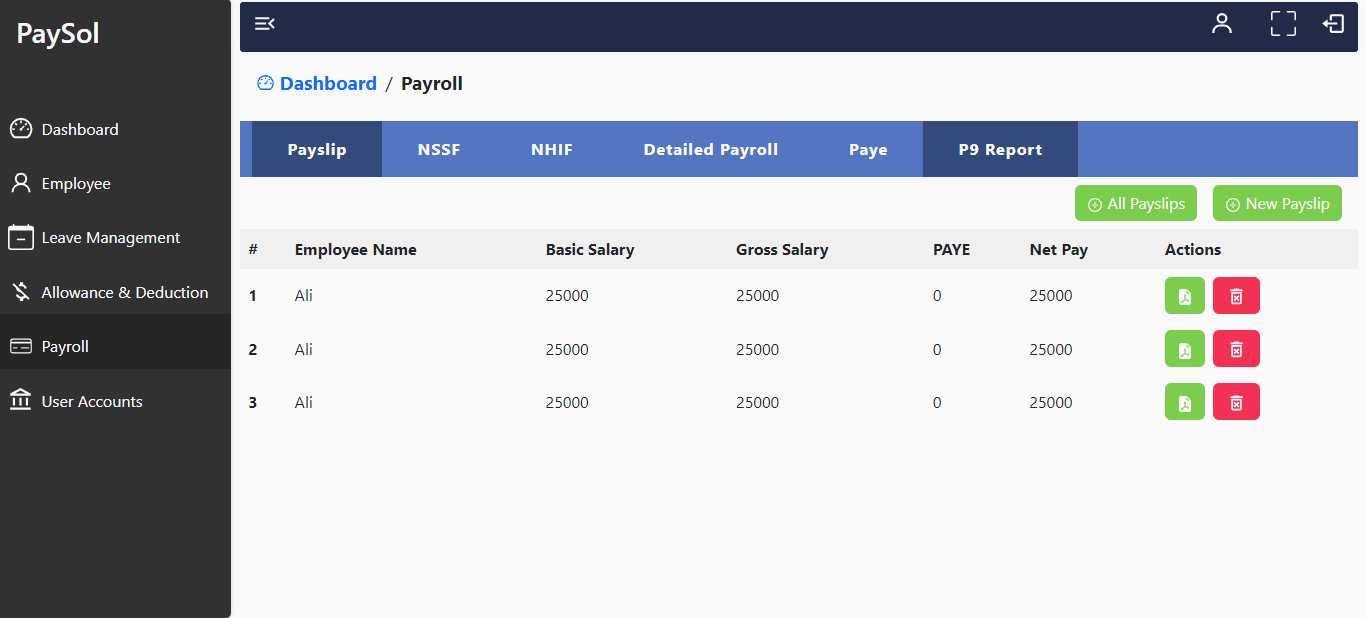 PaySol
Dashboard
Employee
Leave Management
Allowance & Deduction
Payroll
User Accounts
Dashboard / Payroll
Payslip NSSF NHIF Detailed Payroll Paye P9 Report
All Payslips New Payslip
# Employee Name Basic Salary Gross Salary PAYE Net Pay Actions
1 Ali 25000 25000 0 25000
2 Ali 25000 25000 0 25000
3 Ali 25000 25000 0 25000